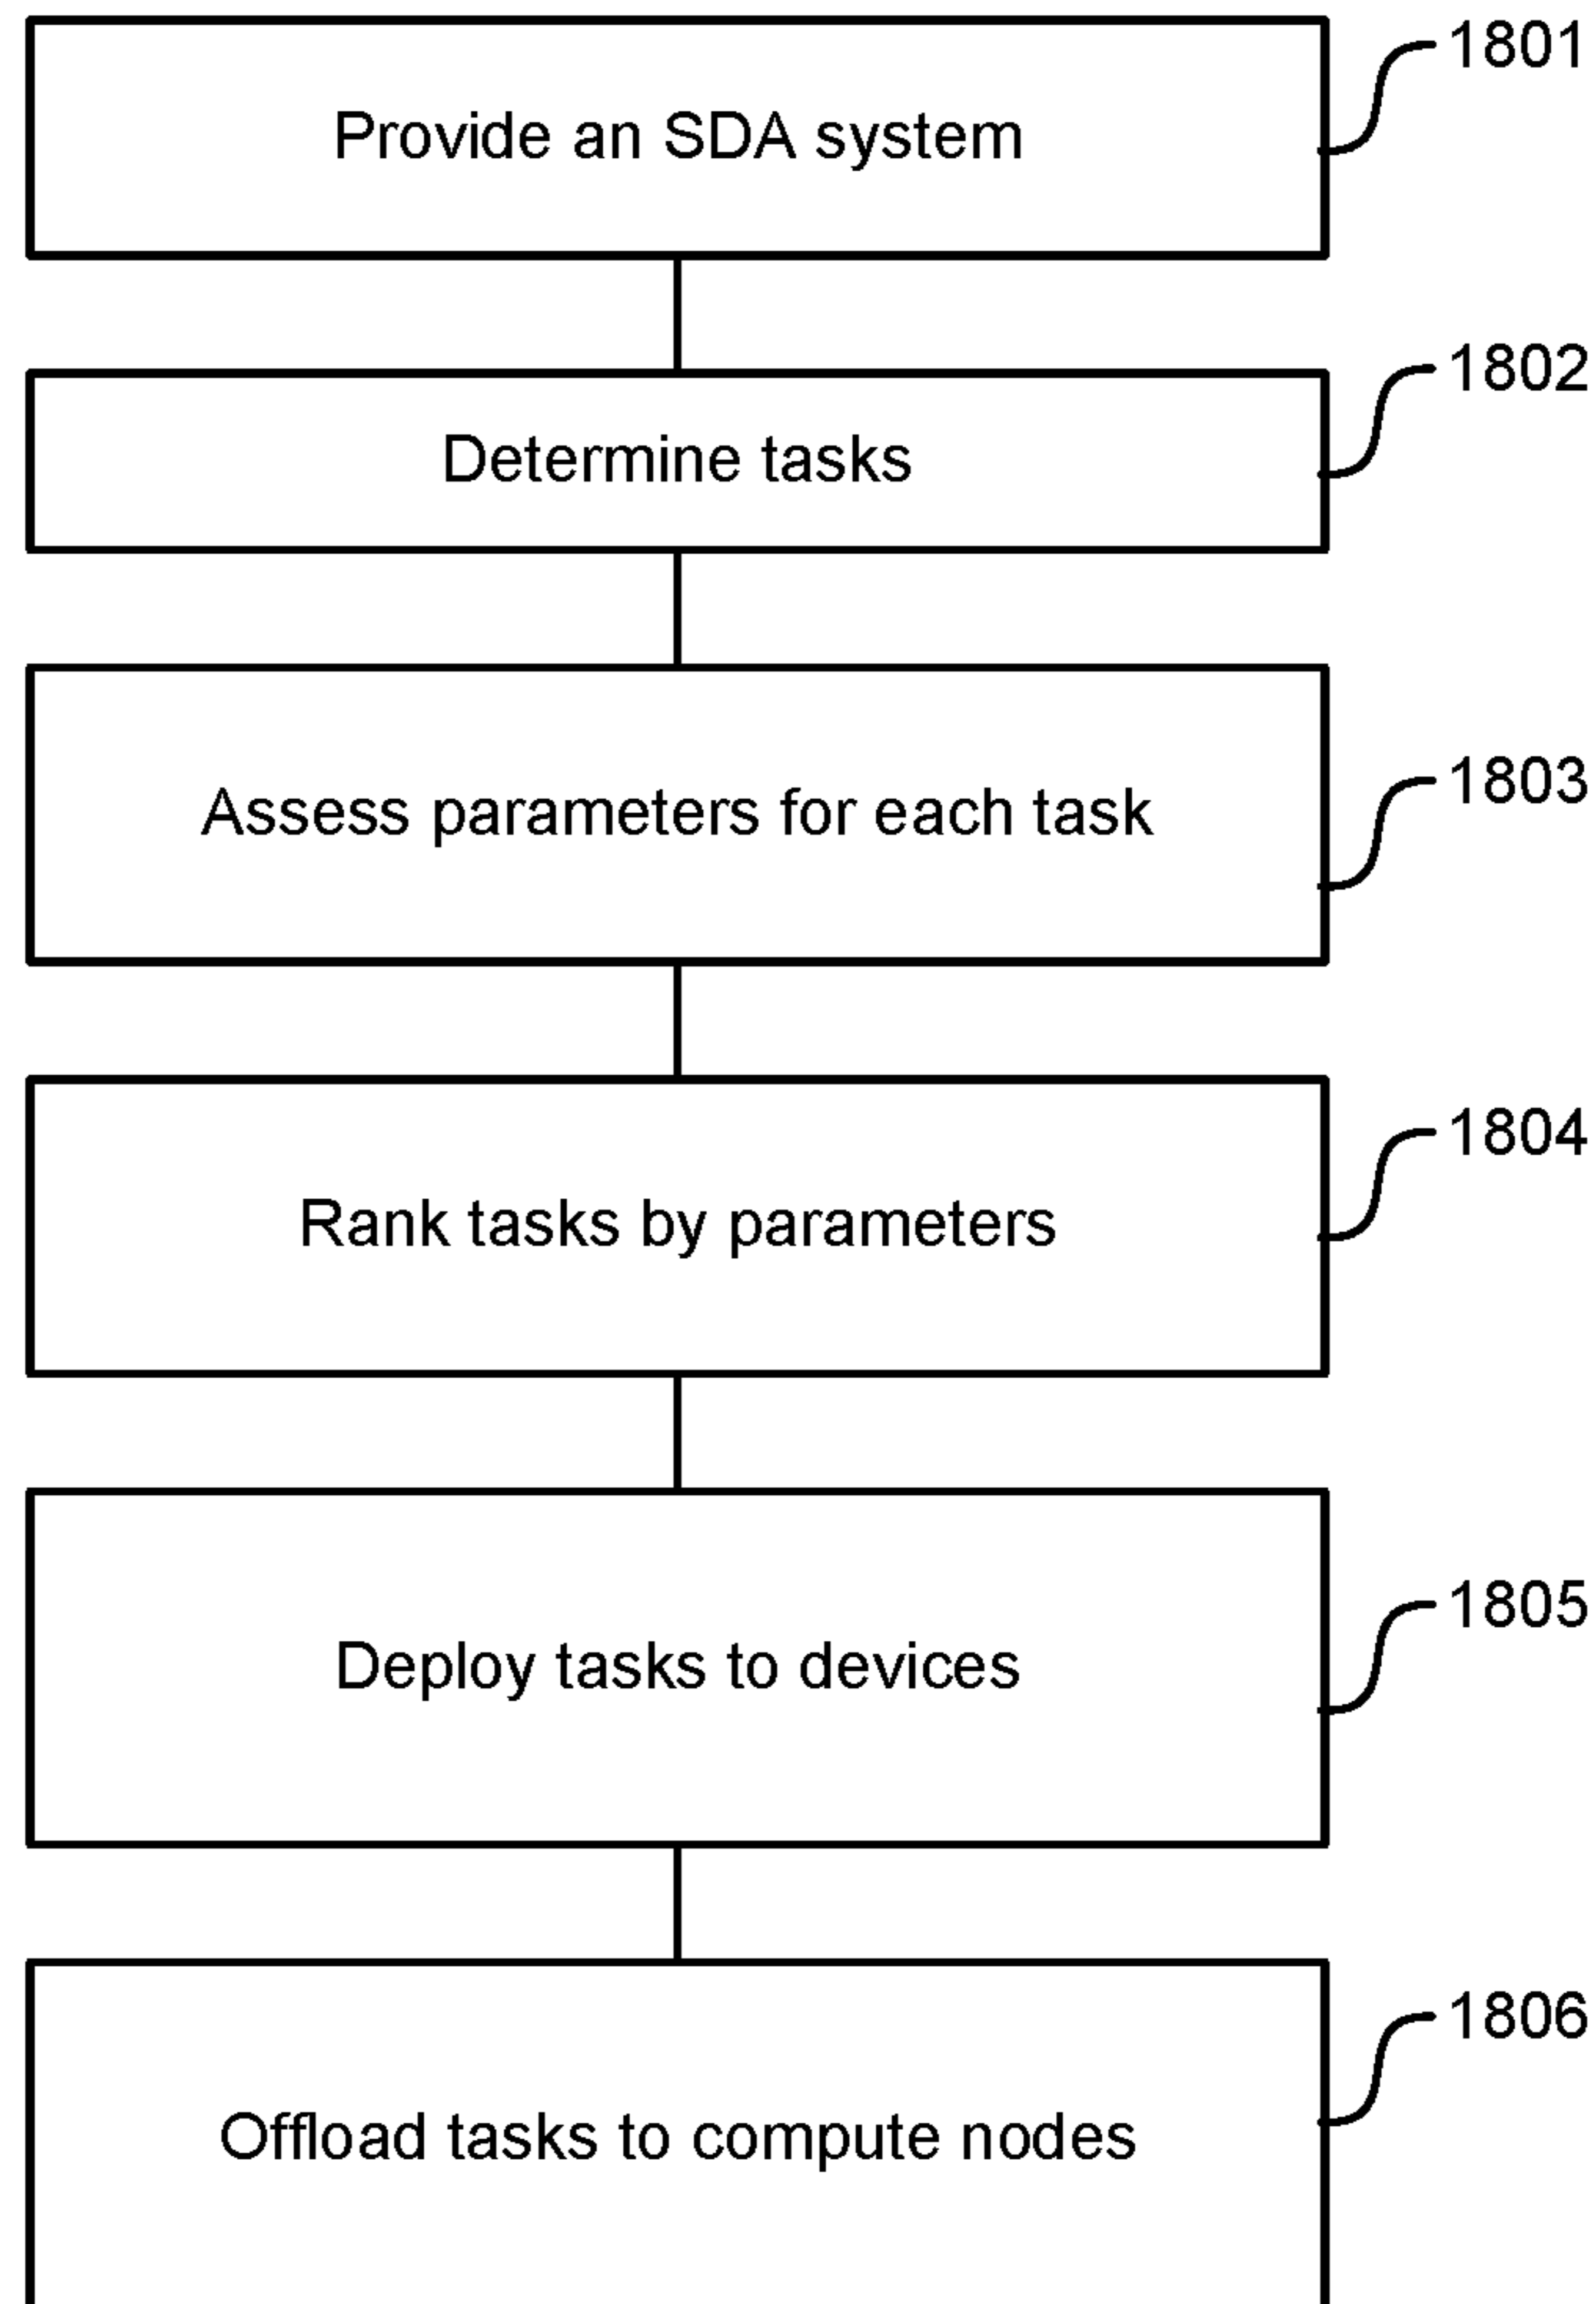 Provide an SDA system
1801
Determine tasks
1802
Assess parameters for each task
1803
Rank tasks by parameters
1804
Deploy tasks to devices
1805
Offload tasks to compute nodes
1806